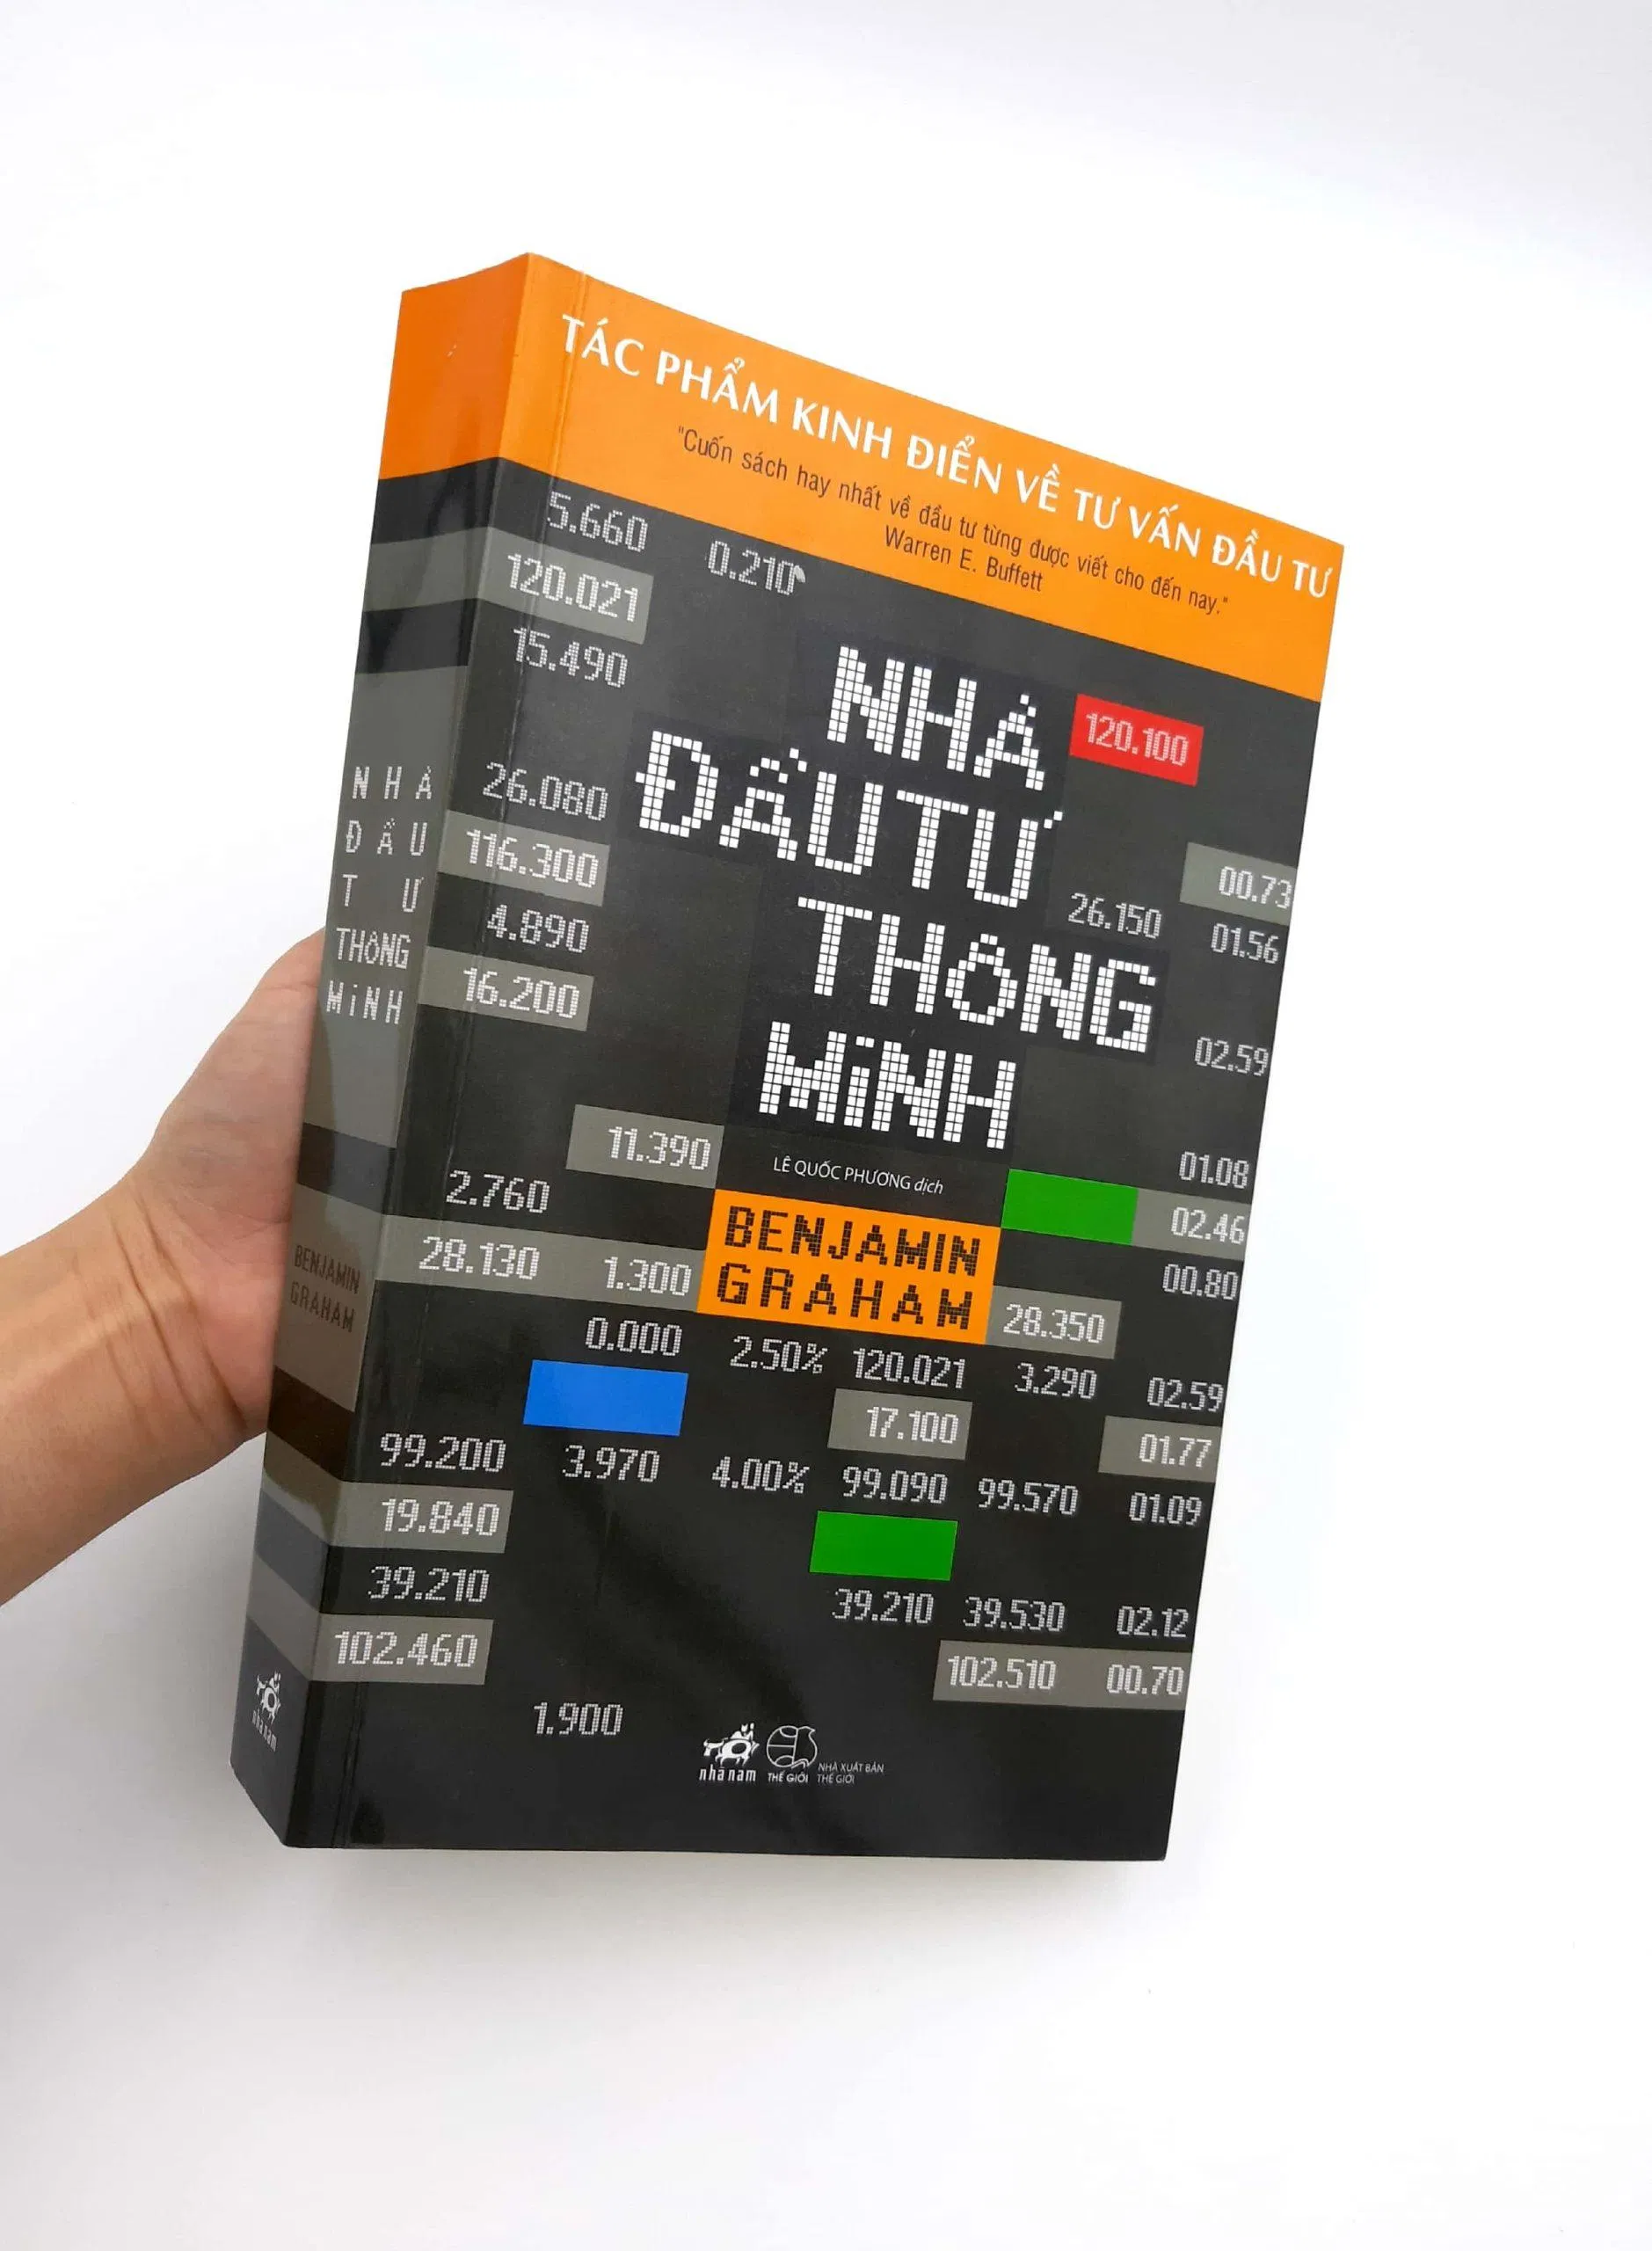 TÁC PHẨM KINH ĐIỂN VỀ TƯ VẤN ĐẦU TƯ
"Cuốn sách hay nhất về đầu tư từng được viết cho đến nay."
Warren E. Buffett
5.660 0.210
120.021
15.490
NHÀ
120.100
ĐẦU TƯ
THÔNG
MINH
26.080
116.300
4.890
16.200
00.73
26.150 01.56
02.59
11.390
LÊ QUỐC PHƯƠNG dịch
01.08
2.760
02.46
BENJAMIN
GRAHAM
28.130 1.300
00.80
28.350
0.000 2.50% 120.021 3.290 02.59
17.100 01.77
99.200 3.970 4.00% 99.090 99.570 01.09
19.840
39.210 39.210 39.530 02.12
102.460 102.510 00.70
1.900
nhã nam THẾ GIỚI NHÀ XUẤT BẢN
THẾ GIỚI
NHÀ
ĐẦU
TƯ
THÔNG
MINH
BENJAMIN
GRAHAM
nhã nam